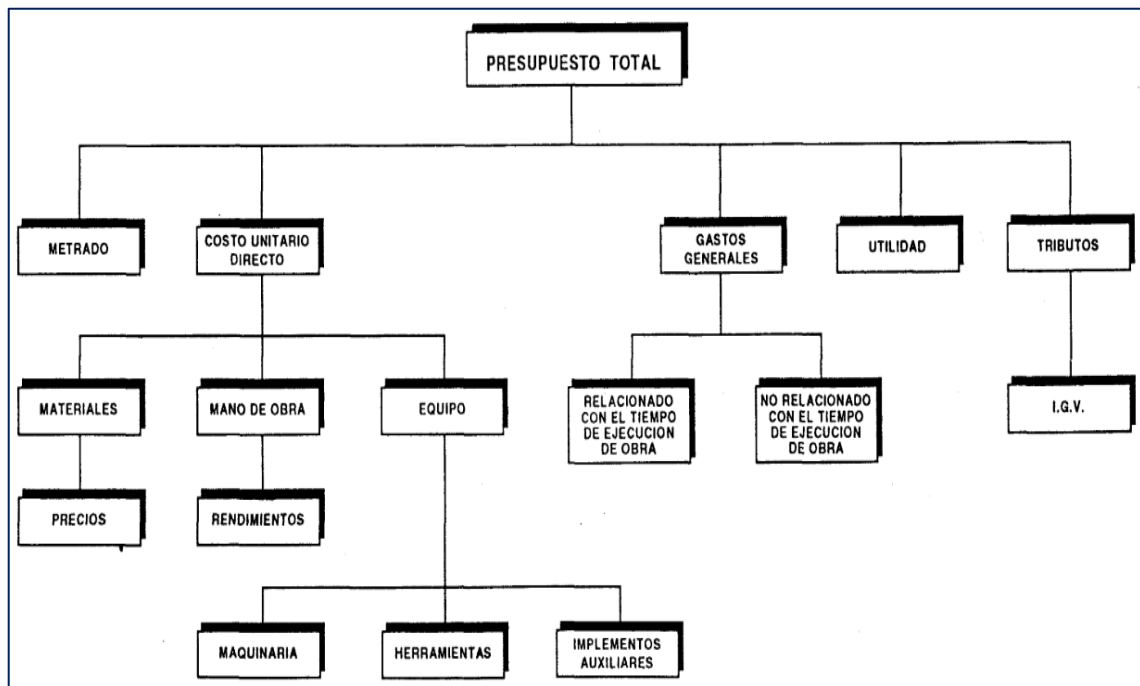 PRESUPUESTO TOTAL
METRADO
COSTO UNITARIO
DIRECTO
GASTOS
GENERALES
UTILIDAD
TRIBUTOS
MATERIALES
MANO DE OBRA
EQUIPO
RELACIONADO
CON EL TIEMPO
DE EJECUCION
DE OBRA
NO RELACIONADO
CON EL TIEMPO
DE EJECUCION
DE OBRA
I.G.V.
PRECIOS
RENDIMIENTOS
MAQUINARIA
HERRAMIENTAS
IMPLEMENTOS
AUXILIARES